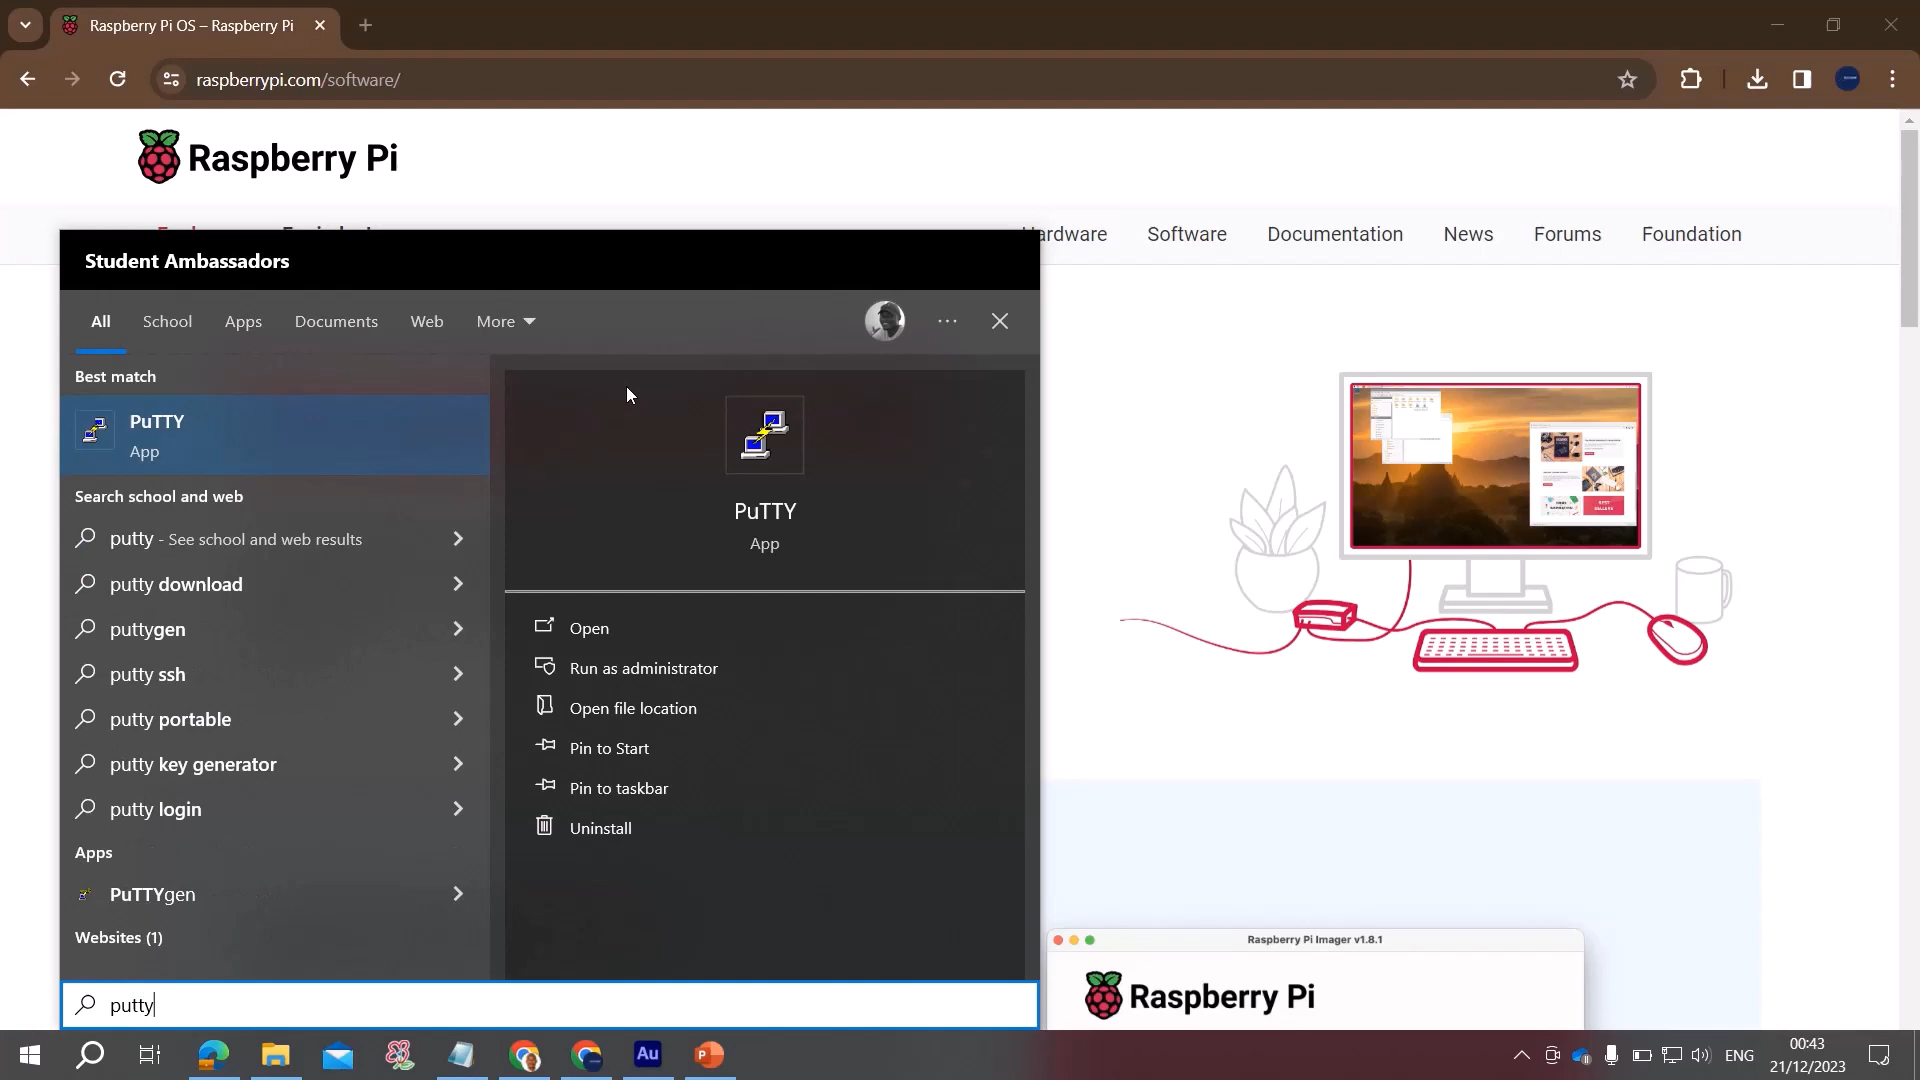 Raspberry Pi OS – Raspberry Pi
raspberrypi.com/software/
Raspberry Pi
Hardware
Software
Documentation
News
Forums
Foundation
Student Ambassadors
All
School
Apps
Documents
Web
More
Best match
PuTTY
App
Search school and web
putty - See school and web results
putty download
puttygen
putty ssh
putty portable
putty key generator
putty login
Apps
PuTTYgen
Websites (1)
putty
PuTTY
App
Open
Run as administrator
Open file location
Pin to Start
Pin to taskbar
Uninstall
Raspberry Pi Imager v1.8.1
Raspberry Pi
Au
P
ENG
00:43
21/12/2023